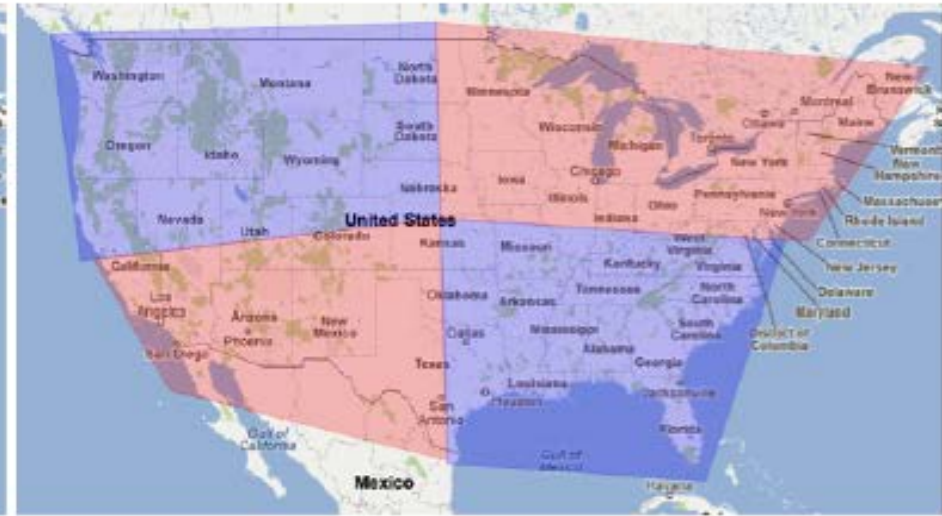 Washington
Montana
North
Dakota
Minnesota
New
Brunswick
Montreal
Ottawa
Maine
Oregon
Idaho
Wyoming
South
Dakota
Wisconsin
Michigan
Toronto
Vermont
New
Hampshire
New York
Chicago
Iowa
Nebraska
Illinois
Indiana
Ohio
Pennsylvania
New York
Massachuset
Rhode Island
Connecticut
Nevada
Utah
United States
Colorado
Kansas
Missouri
West
Virginia
Kentucky
Virginia
New Jersey
Delaware
Maryland
District of
Columbia
California
Los
Angeles
Arizona
Phoenix
New
Mexico
San Diego
Oklahoma
Arkansas
Tennessee
North
Carolina
South
Carolina
Dallas
Mississippi
Alabama
Georgia
Texas
Louisiana
Houston
Jacksonville
San
Antonio
Florida
Gulf of
California
Gulf of
Mexico
Mexico
Havana